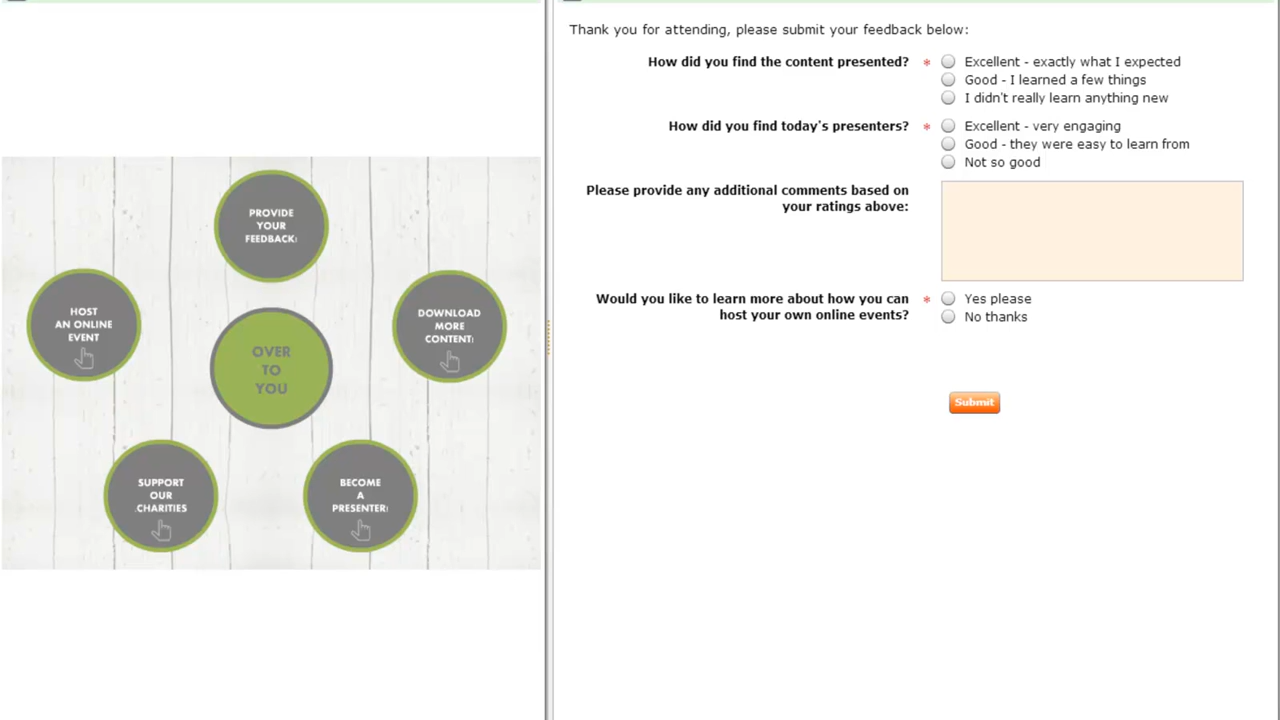 PROVIDE
YOUR
FEEDBACK!
HOST
AN ONLINE
EVENT
DOWNLOAD
MORE
CONTENT!
OVER
TO
YOU
SUPPORT
OUR
CHARITIES
BECOME
A
PRESENTER!
Thank you for attending, please submit your feedback below:
How did you find the content presented? *
Excellent - exactly what I expected
Good - I learned a few things
I didn't really learn anything new
How did you find today's presenters? *
Excellent - very engaging
Good - they were easy to learn from
Not so good
Please provide any additional comments based on
your ratings above:
Would you like to learn more about how you can *
host your own online events?
Yes please
No thanks
Submit